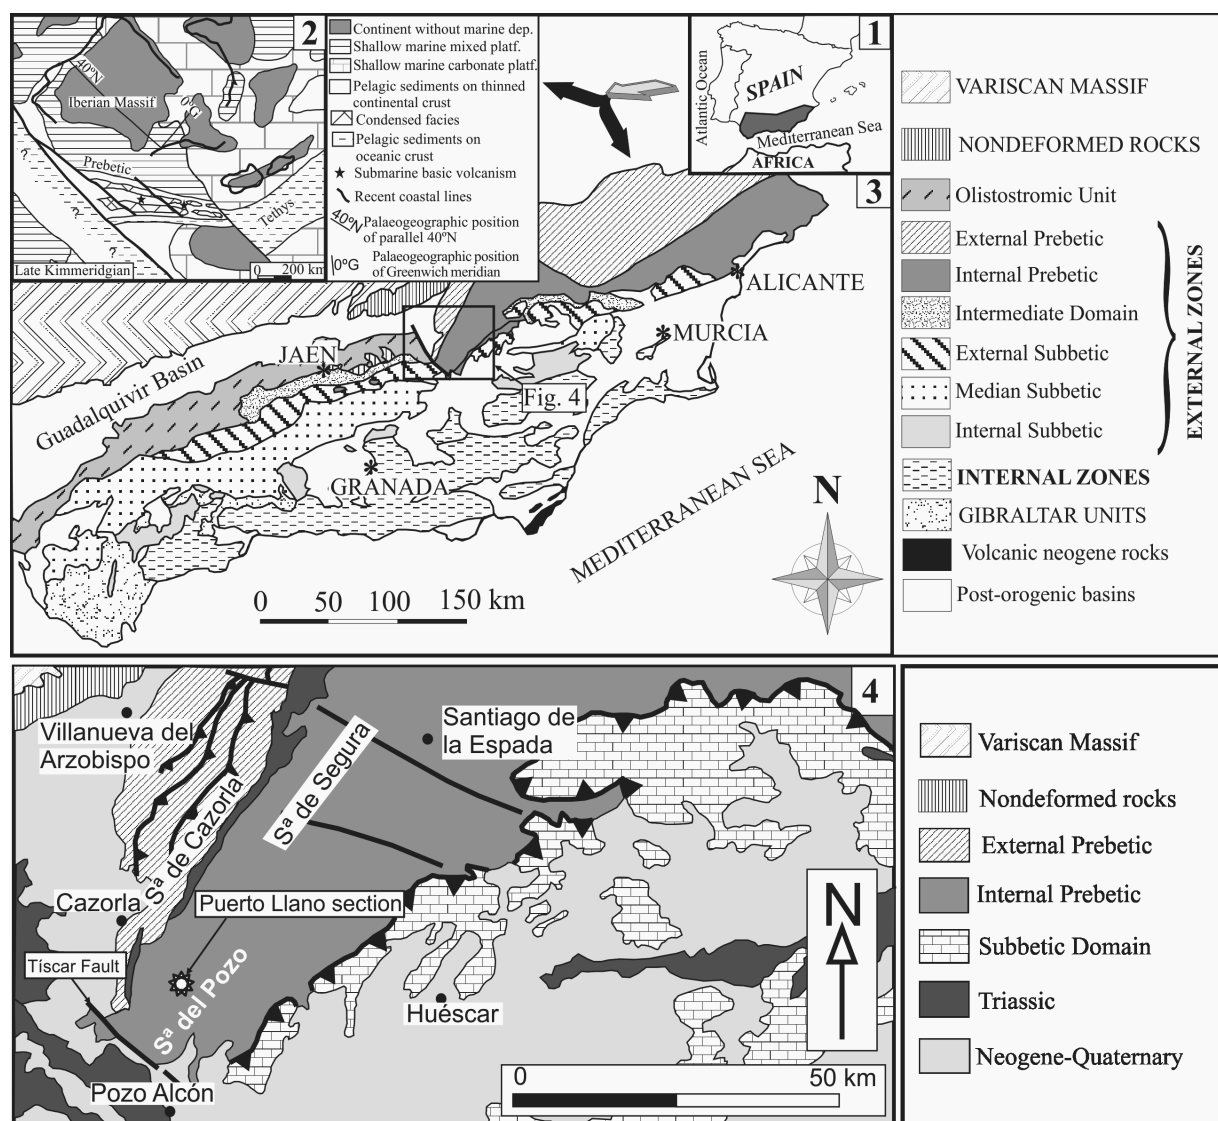 2
40ºN
Iberian Massif
0ºG
Prebetic
?
?
?
Tethys
Late Kimmeridgian
0 200 km
Continent without marine dep.
Shallow marine mixed platf.
Shallow marine carbonate platf.
Pelagic sediments on thinned
continental crust
Condensed facies
Pelagic sediments on
oceanic crust
Submarine basic volcanism
Recent coastal lines
40ºN
Palaeogeographic position
of parallel 40ºN
0ºG
Palaeogeographic position
of Greenwich meridian
1
Atlantic Ocean
SPAIN
Mediterranean Sea
ÁFRICA
3
ALICANTE
MURCIA
JAEN
Guadalquivir Basin
Fig. 4
GRANADA
MEDITERRANEAN SEA
N
0 50 100 150 km
VARISCAN MASSIF
NONDEFORMED ROCKS
Olistostromic Unit
External Prebetic
Internal Prebetic
Intermediate Domain
External Subbetic
Median Subbetic
Internal Subbetic
EXTERNAL ZONES
INTERNAL ZONES
GIBRALTAR UNITS
Volcanic neogene rocks
Post-orogenic basins
4
Villanueva del
Arzobispo
Santiago de
la Espada
Sª de Segura
Sª de Cazorla
Cazorla
Puerto Llano section
Tíscar Fault
Sª del Pozo
Huéscar
Pozo Alcón
N
0 50 km
Variscan Massif
Nondeformed rocks
External Prebetic
Internal Prebetic
Subbetic Domain
Triassic
Neogene-Quaternary